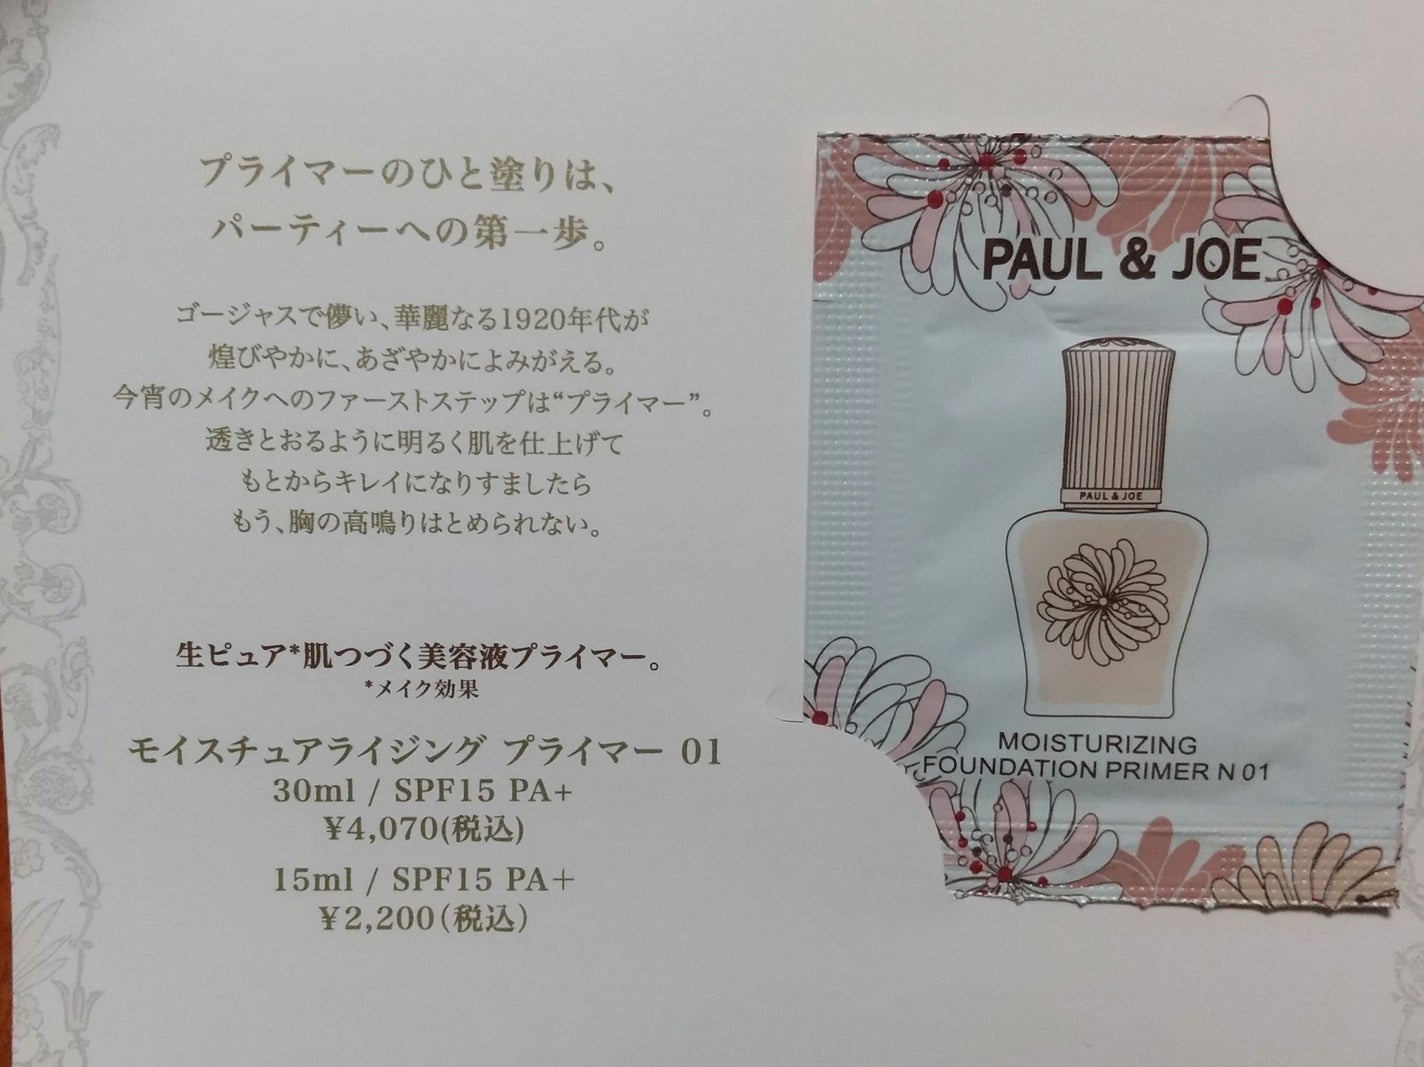 プライマーのひと塗りは、
パーティーへの第一歩。
ゴージャスで儚い、華麗なる1920年代が
煌びやかに、あざやかによみがえる。
今宵のメイクへのファーストステップは“プライマー”。
透きとおるように明るく肌を仕上げて
もとからキレイになりすましたら
もう、胸の高鳴りはとめられない。
生ピュア*肌つづく美容液プライマー。
*メイク効果
モイスチュアライジング プライマー 01
30ml / SPF15 PA+
¥4,070(税込)
15ml / SPF15 PA+
¥2,200(税込)
PAUL & JOE
PAUL & JOE
MOISTURIZING
FOUNDATION PRIMER N 01